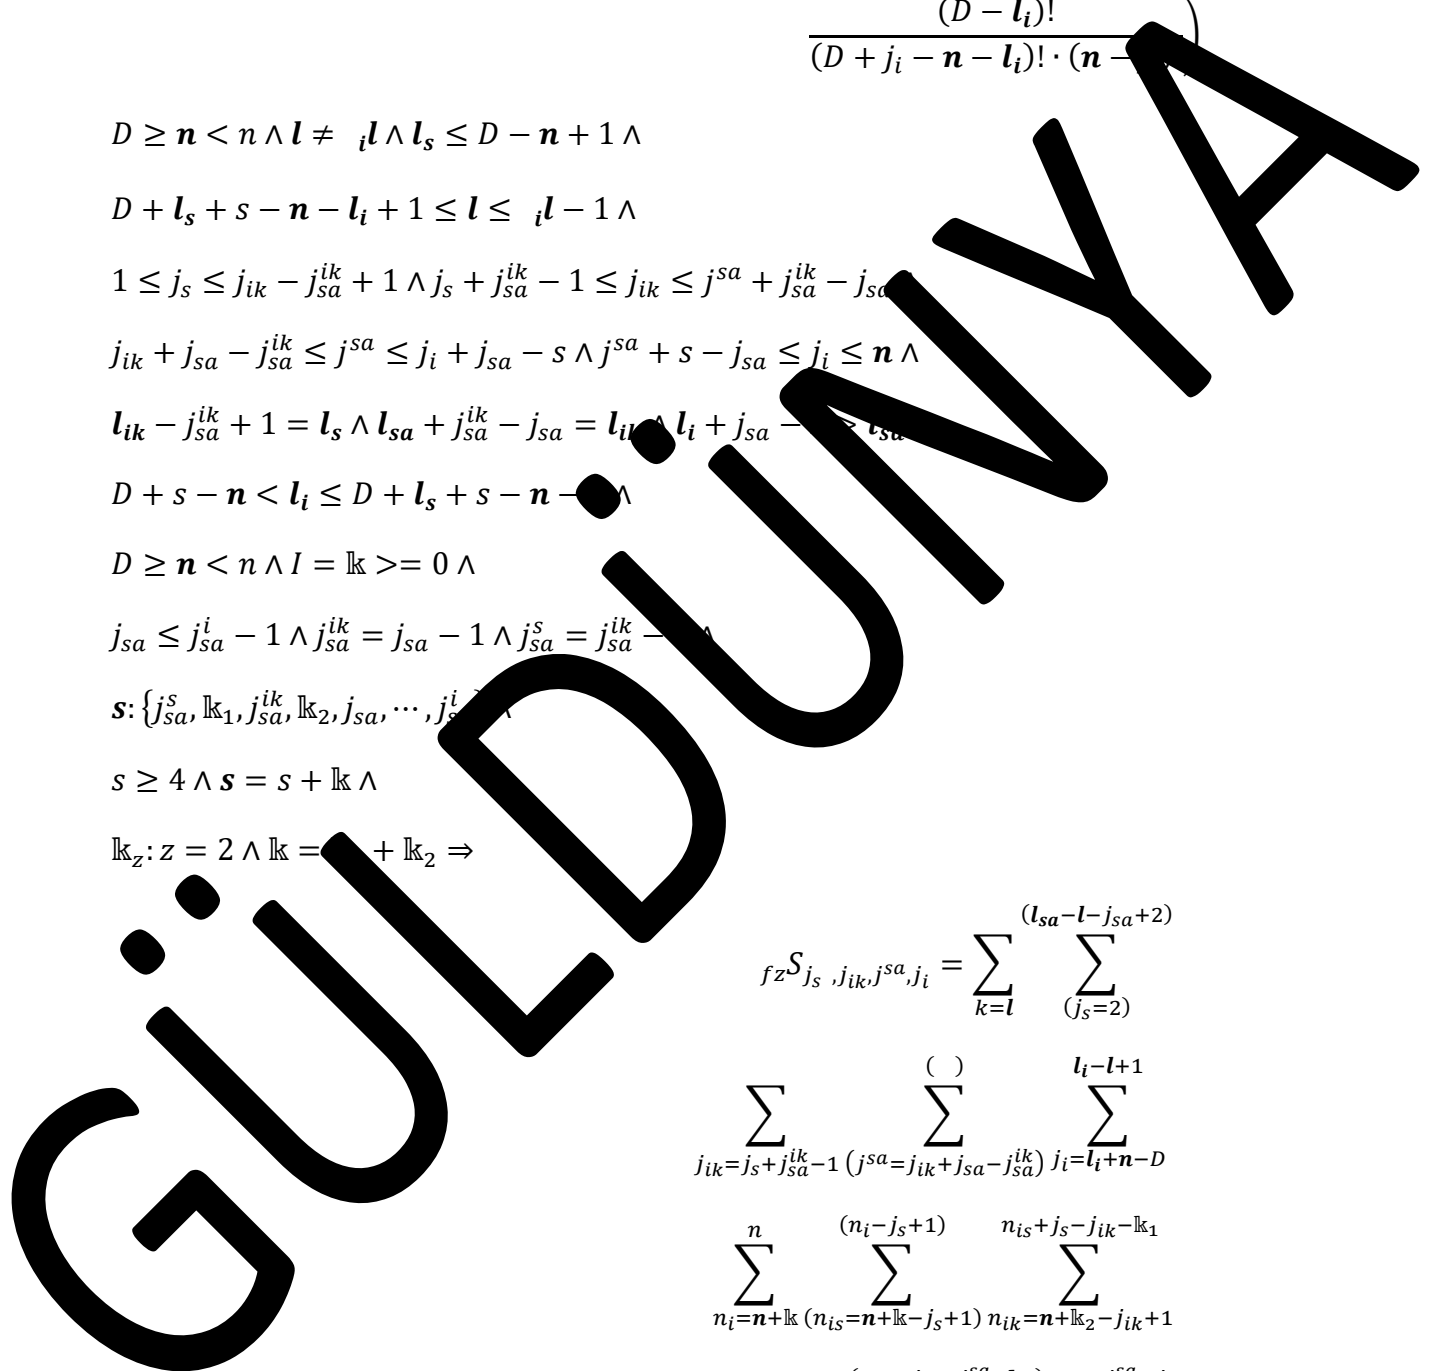 (D − l_i)!
(D + j_i − n − l_i)! · (n −
D ≥ n < n ∧ l ≠ _il ∧ l_s ≤ D − n + 1 ∧
D + l_s + s − n − l_i + 1 ≤ l ≤ _il − 1 ∧
1 ≤ j_s ≤ j_ik − j_sa^ik + 1 ∧ j_s + j_sa^ik − 1 ≤ j_ik ≤ j^sa + j_sa^ik − j_sa ∧
j_ik + j_sa − j_sa^ik ≤ j^sa ≤ j_i + j_sa − s ∧ j^sa + s − j_sa ≤ j_i ≤ n ∧
l_ik − j_sa^ik + 1 = l_s ∧ l_sa + j_sa^ik − j_sa = l_ik ∧ l_i + j_sa − > l_sa
D + s − n < l_i ≤ D + l_s + s − n − ∧
D ≥ n < n ∧ I = 𝕜 >= 0 ∧
j_sa ≤ j_sa^i − 1 ∧ j_sa^ik = j_sa − 1 ∧ j_sa^s = j_sa^ik − ∧
s: {j_sa^s, 𝕜_1, j_sa^ik, 𝕜_2, j_sa, ⋯ , j_sa^i} ∧
s ≥ 4 ∧ s = s + 𝕜 ∧
𝕜_z: z = 2 ∧ 𝕜 = + 𝕜_2 ⇒
(l_sa−l−j_sa+2)
_fzS_{j_s ,j_ik,j^sa,j_i} = ∑ ∑
k=l (j_s=2)
( ) l_i−l+1
∑ ∑ ∑
j_ik=j_s+j_sa^ik−1 (j^sa=j_ik+j_sa−j_sa^ik) j_i=l_i+n−D
n (n_i−j_s+1) n_is+j_s−j_ik−𝕜_1
∑ ∑ ∑
n_i=n+𝕜 (n_is=n+𝕜−j_s+1) n_ik=n+𝕜_2−j_ik+1
GÜLDÜNYA